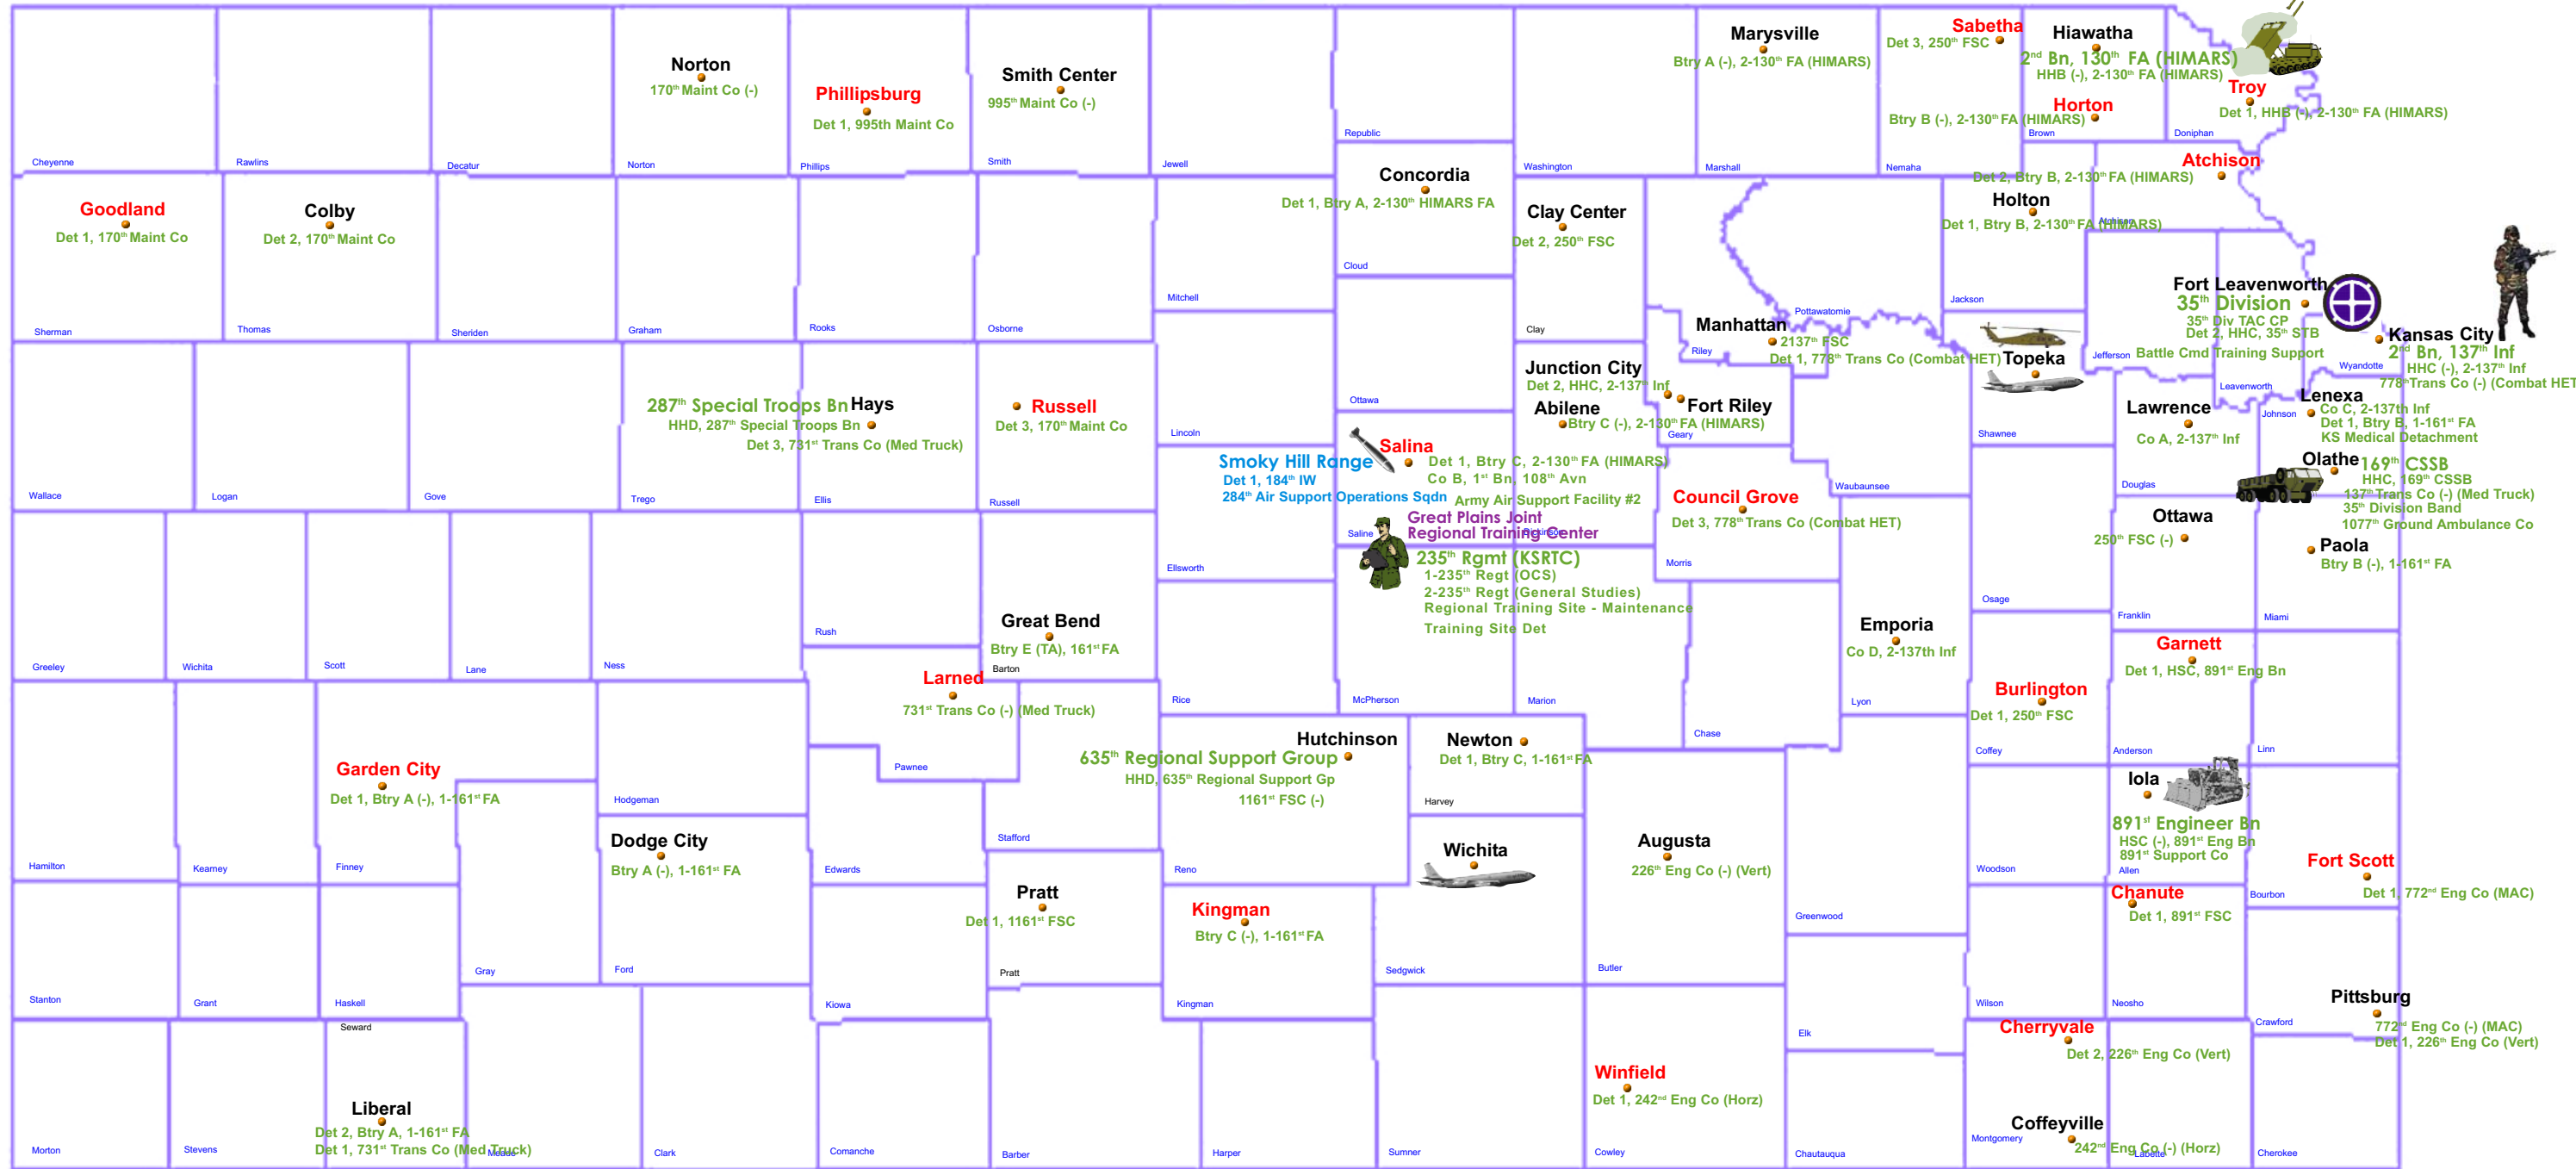 Marysville
Btry A (-), 2-130th FA (HIMARS)
Sabetha
Det 3, 250th FSC
Hiawatha
2nd Bn, 130th FA (HIMARS)
HHB (-), 2-130th FA (HIMARS)
Norton
170th Maint Co (-)
Phillipsburg
Det 1, 995th Maint Co
Smith Center
995th Maint Co (-)
Troy
Det 1, HHB (-), 2-130th FA (HIMARS)
Horton
Btry B (-), 2-130th FA (HIMARS)
Cheyenne
Rawlins
Decatur
Norton
Phillips
Smith
Jewell
Republic
Washington
Marshall
Nemaha
Brown
Doniphan
Atchison
Det 2, Btry B, 2-130th FA (HIMARS)
Concordia
Det 1, Btry A, 2-130th HIMARS FA
Goodland
Det 1, 170th Maint Co
Colby
Det 2, 170th Maint Co
Clay Center
Det 2, 250th FSC
Holton
Det 1, Btry B, 2-130th FA (HIMARS)
Atchison
Cloud
Mitchell
Sherman
Thomas
Sheriden
Graham
Rooks
Osborne
Clay
Pottawatomie
Jackson
Fort Leavenworth
35th Division
35th Div TAC CP
Det 2, HHC, 35th STB
Battle Cmd Training Support
Manhattan
2137th FSC
Det 1, 778th Trans Co (Combat HET)
Riley
Topeka
Jefferson
Leavenworth
Kansas City
2nd Bn, 137th Inf
HHC (-), 2-137th Inf
778th Trans Co (-) (Combat HET
Wyandotte
Junction City
Det 2, HHC, 2-137th Inf
Fort Riley
Abilene
Btry C (-), 2-130th FA (HIMARS)
Geary
Lawrence
Co A, 2-137th Inf
Lenexa
Co C, 2-137th Inf
Det 1, Btry B, 1-161st FA
KS Medical Detachment
Johnson
287th Special Troops Bn
Hays
HHD, 287th Special Troops Bn
Det 3, 731st Trans Co (Med Truck)
Russell
Det 3, 170th Maint Co
Ottawa
Lincoln
Shawnee
Salina
Det 1, Btry C, 2-130th FA (HIMARS)
Co B, 1st Bn, 108th Avn
Army Air Support Facility #2
Smoky Hill Range
Det 1, 184th IW
284th Air Support Operations Sqdn
Olathe
169th CSSB
HHC, 169th CSSB
137th Trans Co (-) (Med Truck)
35th Division Band
1077th Ground Ambulance Co
Wallace
Logan
Gove
Trego
Ellis
Russell
Waubaunsee
Douglas
Council Grove
Det 3, 778th Trans Co (Combat HET)
Great Plains Joint
Regional Training Center
Saline
Dickinson
Ottawa
250th FSC (-)
Paola
Btry B (-), 1-161st FA
235th Rgmt (KSRTC)
1-235th Regt (OCS)
2-235th Regt (General Studies)
Regional Training Site - Maintenance
Training Site Det
Ellsworth
Morris
Osage
Franklin
Miami
Great Bend
Btry E (TA), 161st FA
Rush
Barton
Emporia
Co D, 2-137th Inf
Garnett
Det 1, HSC, 891st Eng Bn
Greeley
Wichita
Scott
Lane
Ness
Larned
731st Trans Co (-) (Med Truck)
Rice
McPherson
Marion
Lyon
Burlington
Det 1, 250th FSC
Chase
Coffey
Anderson
Linn
Hutchinson
635th Regional Support Group
HHD, 635th Regional Support Gp
1161st FSC (-)
Newton
Det 1, Btry C, 1-161st FA
Pawnee
Garden City
Det 1, Btry A (-), 1-161st FA
Hodgeman
Harvey
Iola
891st Engineer Bn
HSC (-), 891st Eng Bn
891st Support Co
Stafford
Dodge City
Btry A (-), 1-161st FA
Wichita
Augusta
226th Eng Co (-) (Vert)
Hamilton
Kearney
Finney
Edwards
Reno
Woodson
Allen
Fort Scott
Det 1, 772nd Eng Co (MAC)
Bourbon
Pratt
Det 1, 1161st FSC
Kingman
Btry C (-), 1-161st FA
Chanute
Det 1, 891st FSC
Greenwood
Gray
Ford
Pratt
Sedgwick
Butler
Stanton
Grant
Haskell
Kiowa
Kingman
Wilson
Neosho
Pittsburg
772nd Eng Co (-) (MAC)
Det 1, 226th Eng Co (Vert)
Crawford
Seward
Elk
Cherryvale
Det 2, 226th Eng Co (Vert)
Winfield
Det 1, 242nd Eng Co (Horz)
Liberal
Det 2, Btry A, 1-161st FA
Det 1, 731st Trans Co (Med Truck)
Coffeyville
242nd Eng Co (-) (Horz)
Montgomery
Morton
Stevens
Meade
Clark
Comanche
Barber
Harper
Sumner
Cowley
Chautauqua
Labette
Cherokee